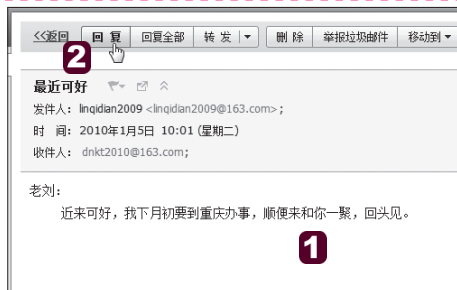 <<返回 回 复 回复全部 转 发 删 除 举报垃圾邮件 移动到
2
最近可好
发件人: linqidian2009 <linqidian2009@163.com>;
时 间: 2010年1月5日 10:01 (星期二)
收件人: dnkt2010@163.com;
老刘:
近来可好，我下月初要到重庆办事，顺便来和你一聚，回头见。
1